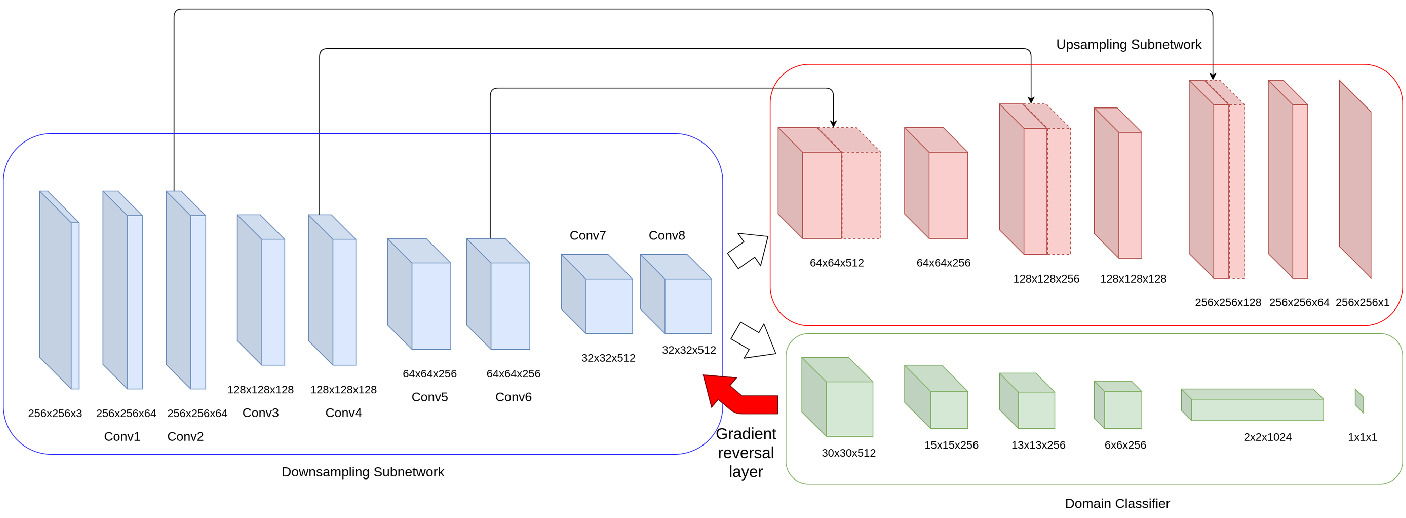 Upsampling Subnetwork
64x64x512
64x64x256
128x128x256
128x128x128
256x256x128
256x256x64
256x256x1
Conv7
Conv8
256x256x3
256x256x64
Conv1
256x256x64
Conv2
128x128x128
Conv3
128x128x128
Conv4
64x64x256
Conv5
64x64x256
Conv6
32x32x512
32x32x512
Downsampling Subnetwork
Gradient
reversal
layer
30x30x512
15x15x256
13x13x256
6x6x256
2x2x1024
1x1x1
Domain Classifier